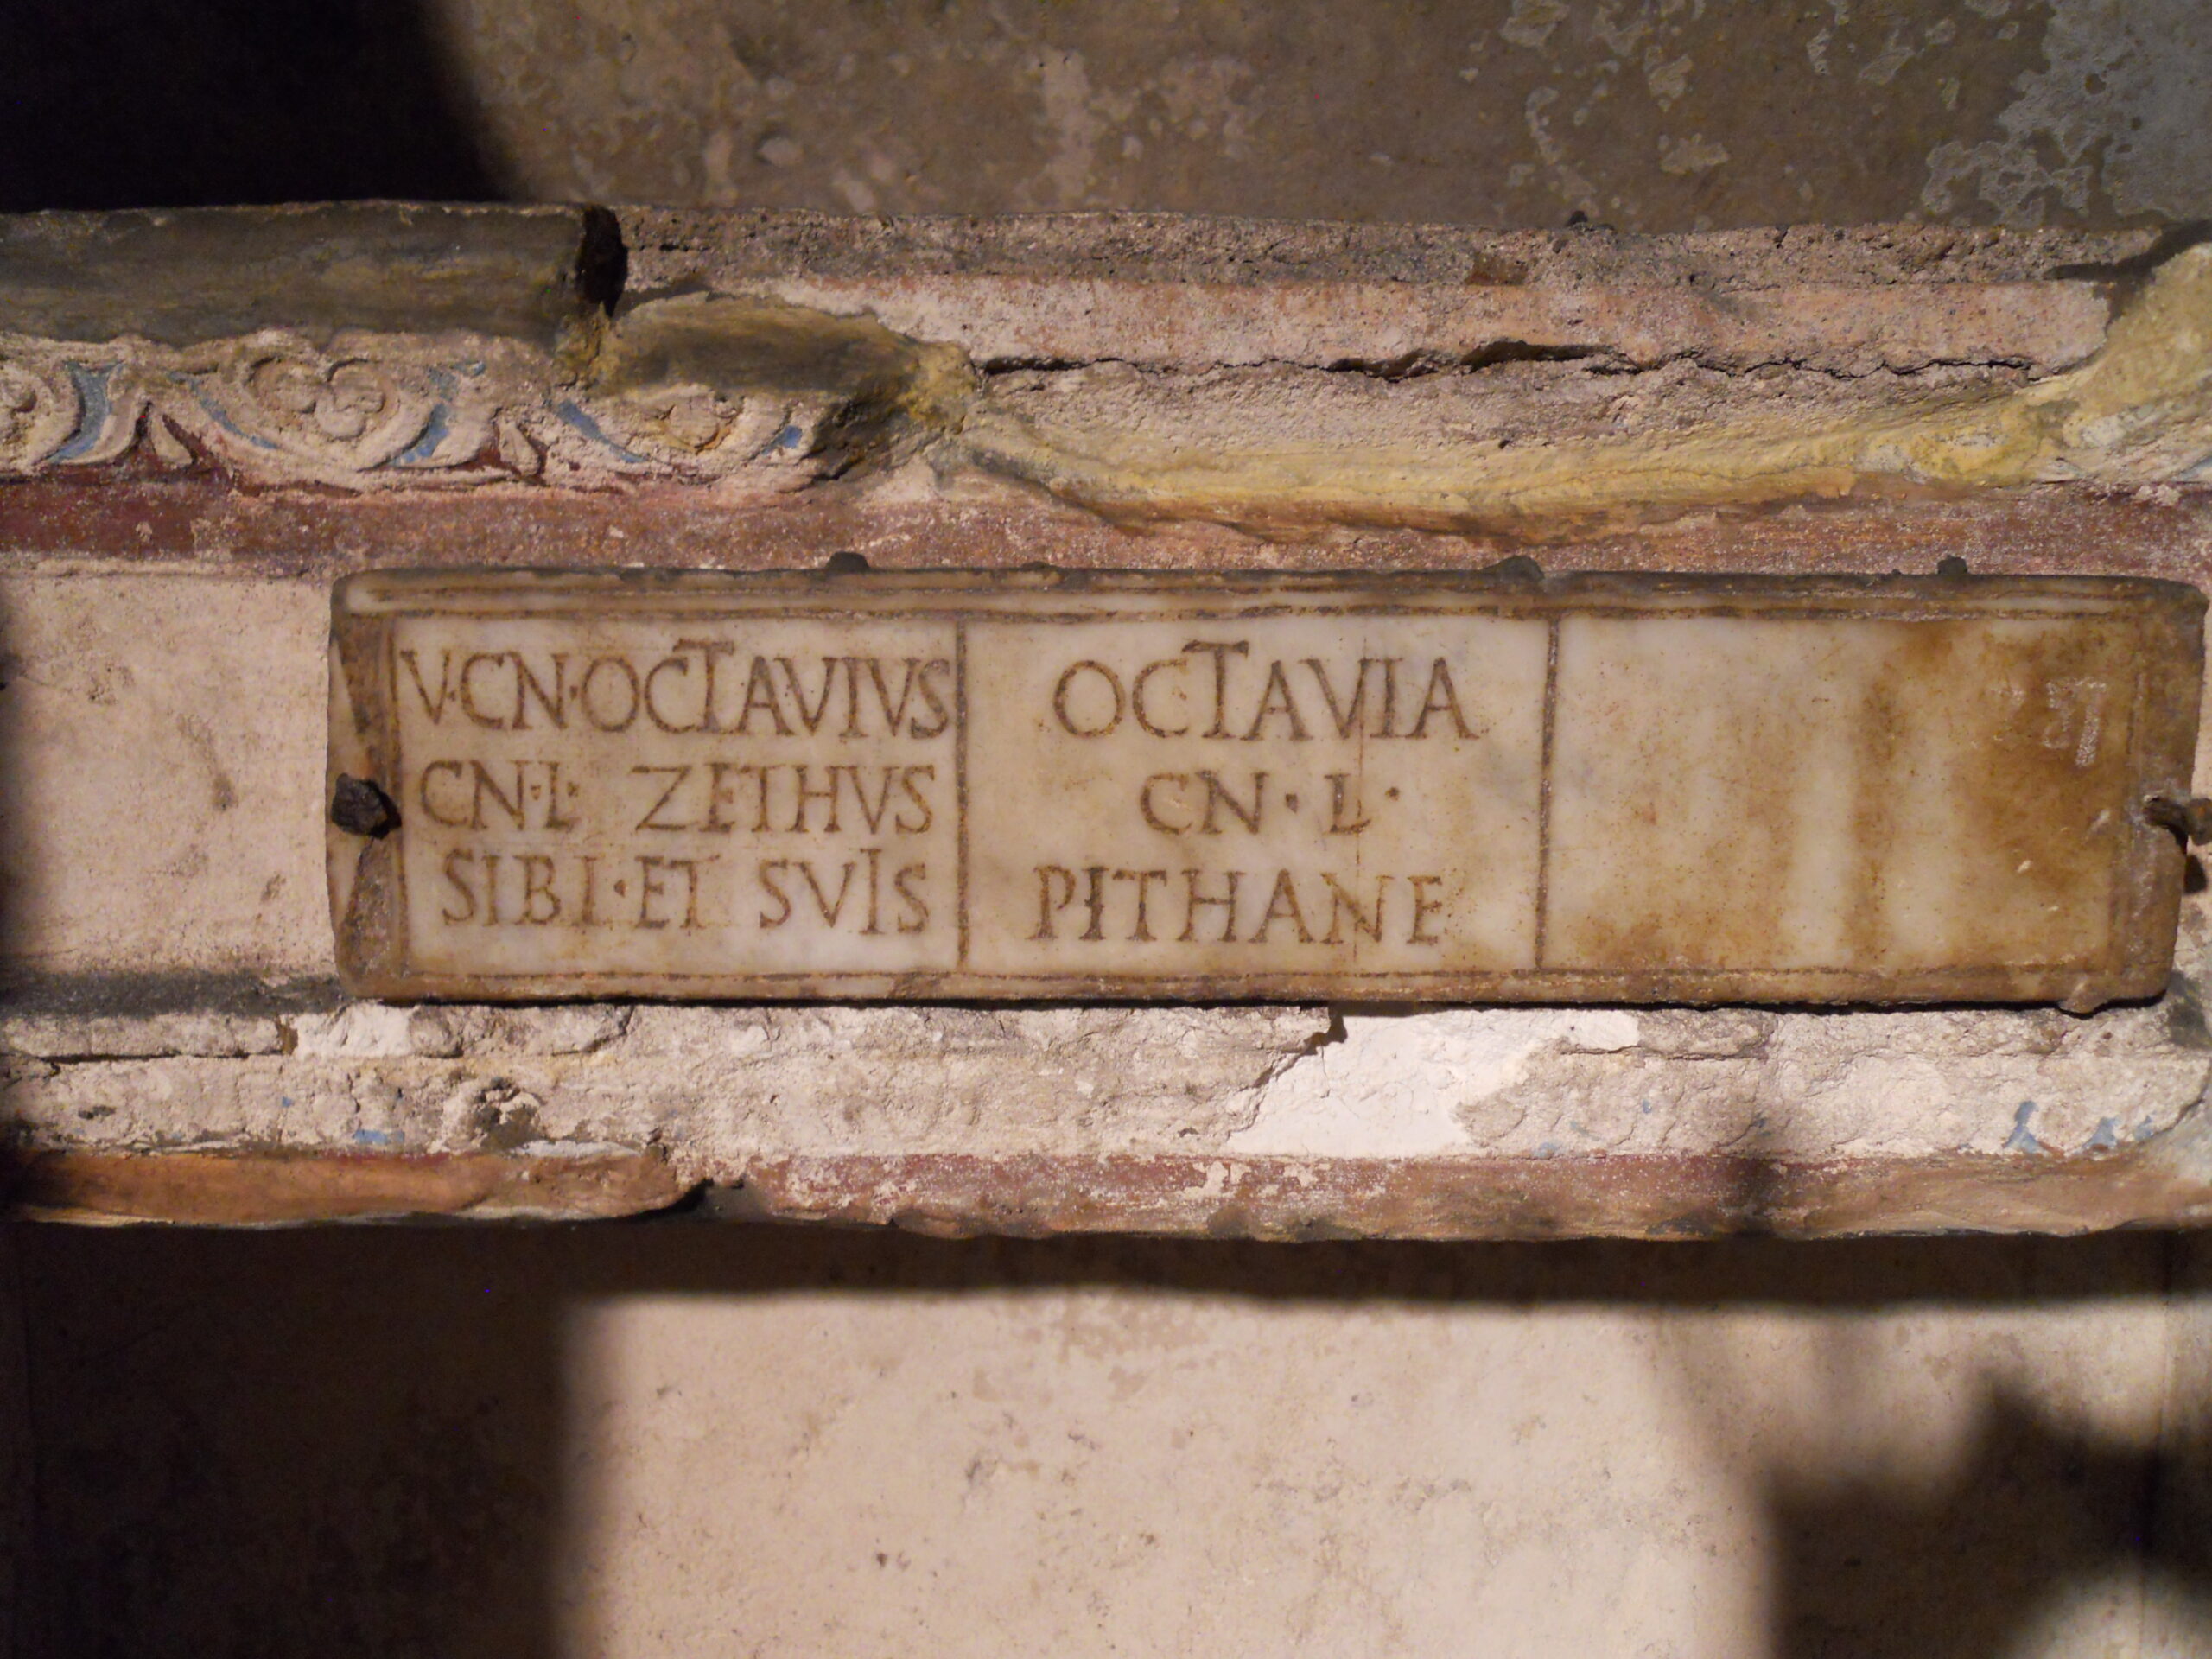 V·CN·OCTAVIVS
CN·L· ZETHVS
SIBI·ET SVIS
OCTAVIA
CN·L·
PITHANE